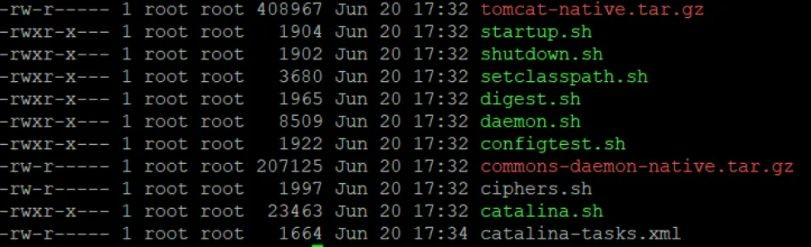 -rw-r----- 1 root root 408967 Jun 20 17:32 tomcat-native.tar.gz
-rwxr-x--- 1 root root   1904 Jun 20 17:32 startup.sh
-rwxr-x--- 1 root root   1902 Jun 20 17:32 shutdown.sh
-rwxr-x--- 1 root root   3680 Jun 20 17:32 setclasspath.sh
-rwxr-x--- 1 root root   1965 Jun 20 17:32 digest.sh
-rwxr-x--- 1 root root   8509 Jun 20 17:32 daemon.sh
-rwxr-x--- 1 root root   1922 Jun 20 17:32 configtest.sh
-rw-r----- 1 root root 207125 Jun 20 17:32 commons-daemon-native.tar.gz
-rw-r----- 1 root root   1997 Jun 20 17:32 ciphers.sh
-rwxr-x--- 1 root root  23463 Jun 20 17:32 catalina.sh
-rw-r----- 1 root root   1664 Jun 20 17:34 catalina-tasks.xml